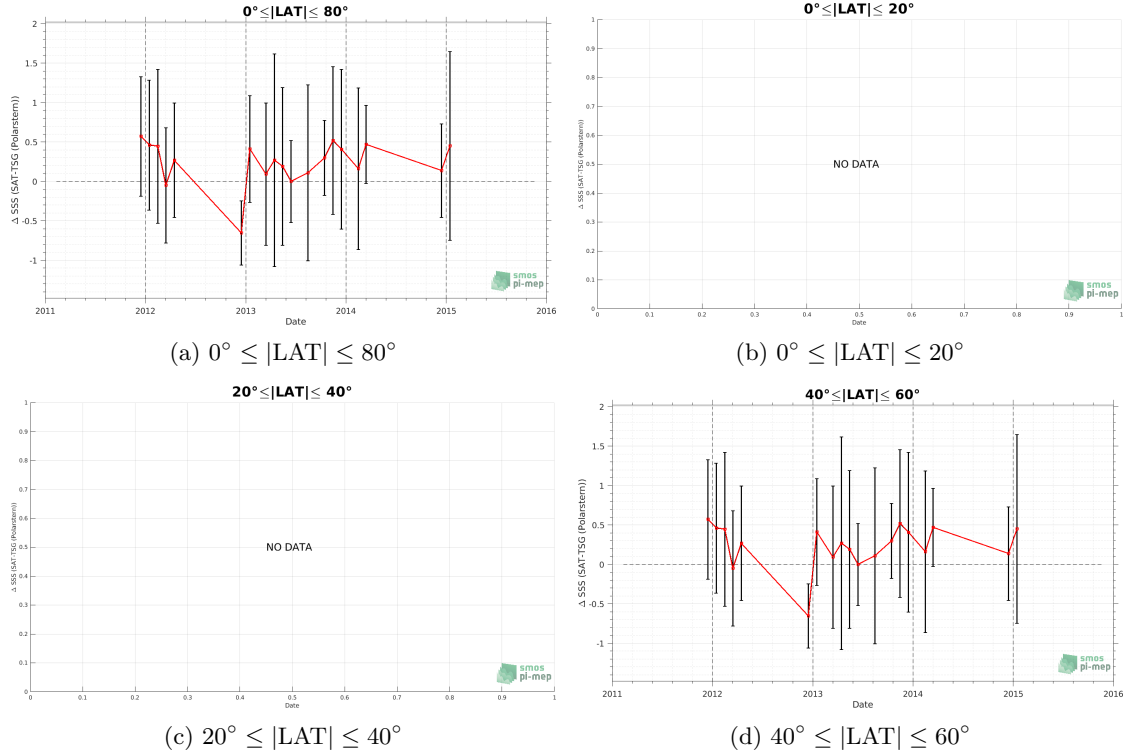 0°≤|LAT|≤ 80°
Δ SSS (SAT-TSG (Polarstern))
2
1.5
1
0.5
0
-0.5
-1
2011 2012 2013 2014 2015 2016
Date
smos
pi-mep
(a) 0° ≤ |LAT| ≤ 80°
0°≤|LAT|≤ 20°
Δ SSS (SAT-TSG (Polarstern))
1
0.9
0.8
0.7
0.6
0.5
0.4
0.3
0.2
0.1
0
NO DATA
0 0.1 0.2 0.3 0.4 0.5 0.6 0.7 0.8 0.9 1
Date
smos
pi-mep
(b) 0° ≤ |LAT| ≤ 20°
20°≤|LAT|≤ 40°
Δ SSS (SAT-TSG (Polarstern))
1
0.9
0.8
0.7
0.6
0.5
0.4
0.3
0.2
0.1
0
NO DATA
0 0.1 0.2 0.3 0.4 0.5 0.6 0.7 0.8 0.9 1
Date
smos
pi-mep
(c) 20° ≤ |LAT| ≤ 40°
40°≤|LAT|≤ 60°
Δ SSS (SAT-TSG (Polarstern))
2
1.5
1
0.5
0
-0.5
-1
2011 2012 2013 2014 2015 2016
Date
smos
pi-mep
(d) 40° ≤ |LAT| ≤ 60°